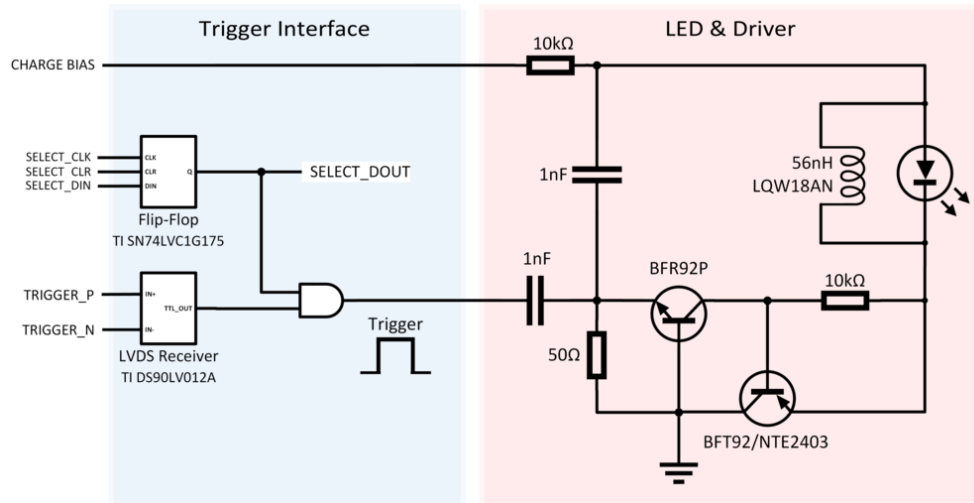 Trigger Interface
LED & Driver
CHARGE BIAS
10kΩ
SELECT_CLK
SELECT_CLR
SELECT_DIN
CLK
CLR
DIN
Q
SELECT_DOUT
Flip-Flop
TI SN74LVC1G175
1nF
56nH
LQW18AN
TRIGGER_P
TRIGGER_N
IN+
IN-
TTL_OUT
LVDS Receiver
TI DS90LV012A
Trigger
1nF
BFR92P
10kΩ
50Ω
BFT92/NTE2403